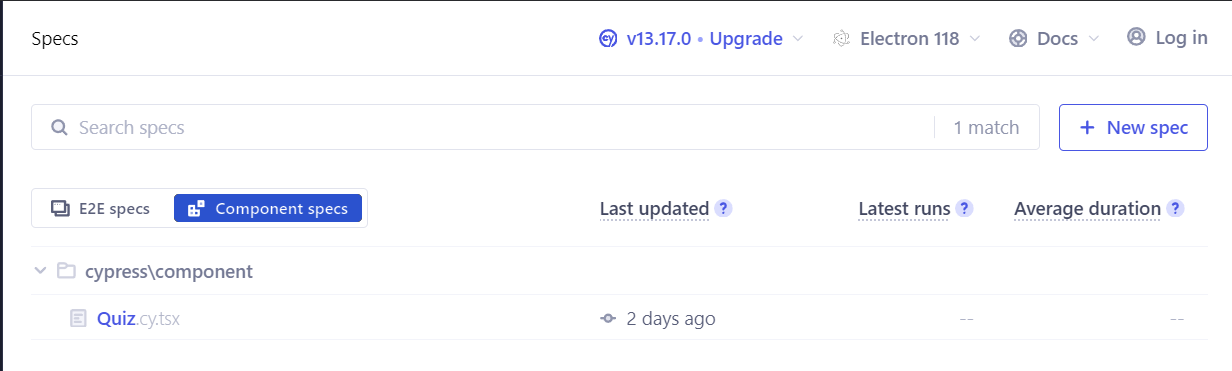 Specs v13.17.0 • Upgrade Electron 118 Docs Log in
Search specs 1 match + New spec
E2E specs Component specs Last updated ? Latest runs ? Average duration ?
cypress\component
Quiz.cy.tsx 2 days ago -- --